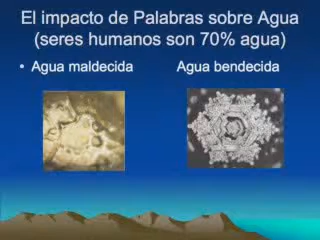 El impacto de Palabras sobre Agua
(seres humanos son 70% agua)
• Agua maldecida Agua bendecida